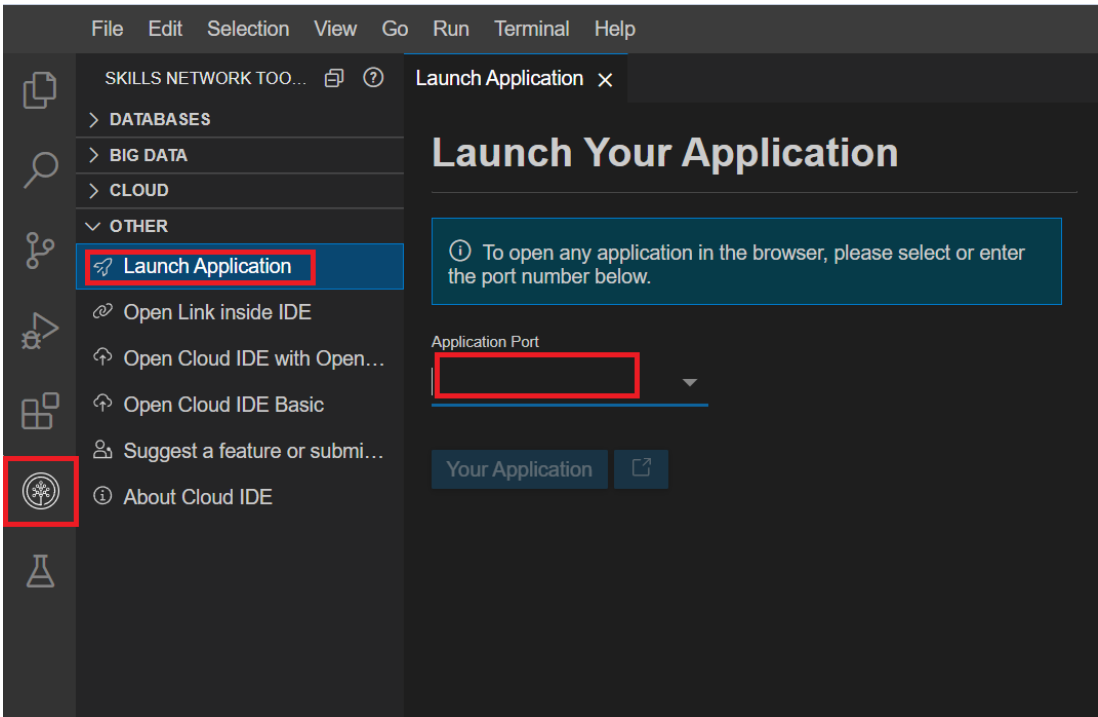 File Edit Selection View Go Run Terminal Help
SKILLS NETWORK TOO...
Launch Application
DATABASES
BIG DATA
CLOUD
OTHER
Launch Application
Open Link inside IDE
Open Cloud IDE with Open...
Open Cloud IDE Basic
Suggest a feature or submi...
About Cloud IDE
Launch Your Application
To open any application in the browser, please select or enter
the port number below.
Application Port
Your Application